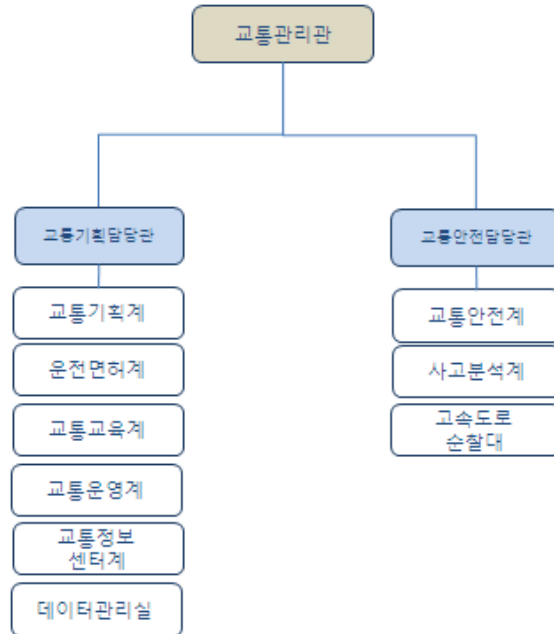 교통관리관
교통기획담당관
교통기획계
운전면허계
교통교육계
교통운영계
교통정보
센터계
데이터관리실
교통안전담당관
교통안전계
사고분석계
고속도로
순찰대